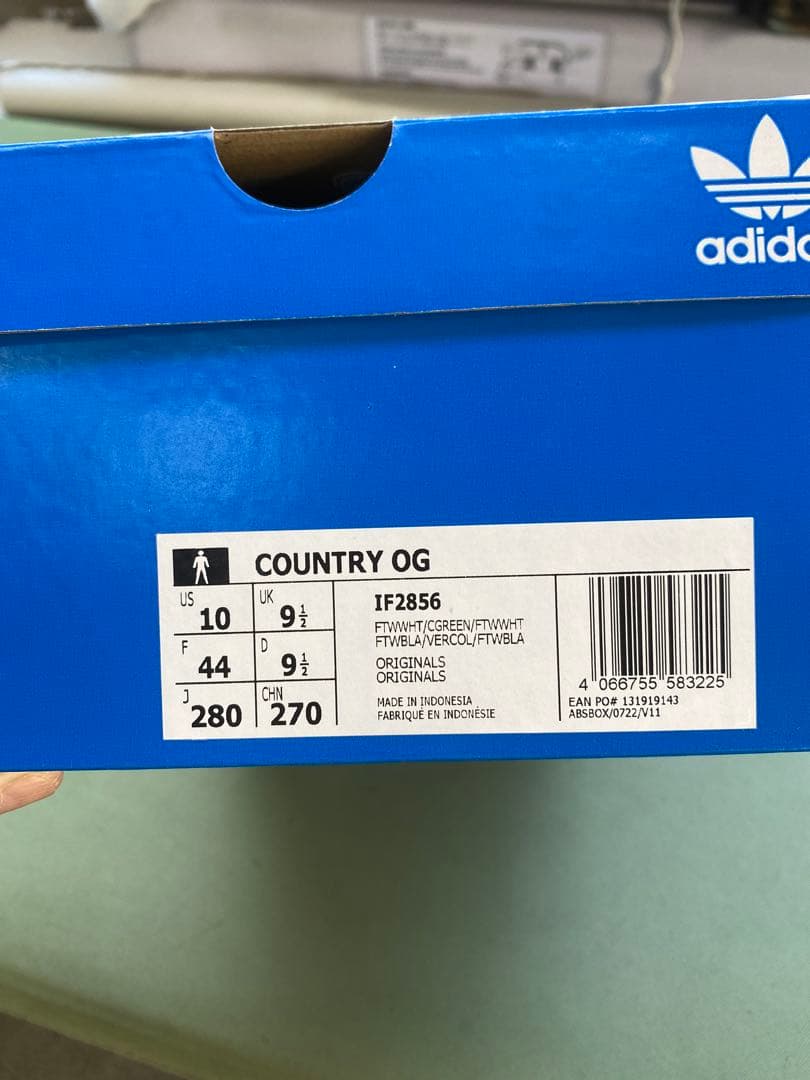 adida
COUNTRY OG
US 10 UK 9½
F 44 D 9½
J 280 CHN 270
IF2856
FTWWHT/CGREEN/FTWWHT
FTWBLA/VERCOL/FTWBLA
ORIGINALS
ORIGINALS
MADE IN INDONESIA
FABRIQUÉ EN INDONÉSIE
4 066755 583225
EAN PO# 131919143
ABSBOX/0722/V11